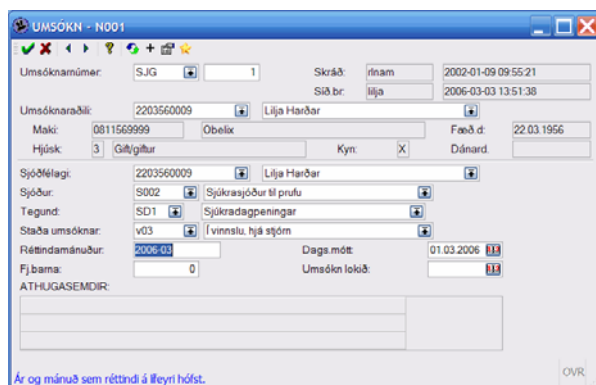 UMSÓKN - N001
Umsóknarnúmer: SJG 1 Skráð: rlnam 2002-01-09 09:55:21
Síð.br: lilja 2006-03-03 13:51:38
Umsóknaraðili: 2203560009 Lilja Harðar
Maki: 0811569999 Obelix Fæð.d: 22.03.1956
Hjúsk: 3 Gift/giftur Kyn: X Dánard.
Sjóðfélagi: 2203560009 Lilja Harðar
Sjóður: S002 Sjúkrasjóður til prufu
Tegund: SD1 Sjúkradagpeningar
Staða umsóknar: v03 Í vinnslu, hjá stjórn
Réttindamánuður: 2006-03 Dags.mótt: 01.03.2006
Fj.barna: 0 Umsókn lokið:
ATHUGASEMDIR:
OVR
Ár og mánuð sem réttindi á lífeyri hófst.